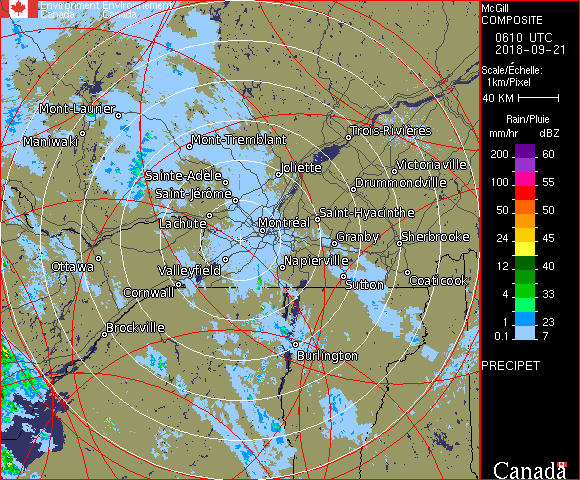 Environment Environnement
Canada Canada
McGill
COMPOSITE
0610 UTC
2018-09-21
Scale/Échelle:
1km/Pixel
40 KM
Rain/Pluie
mm/hr dBZ
200 60
100 55
50 50
24 45
12 40
4 33
1 23
0.1 7
PRECIPET
Canada
Mont-Laurier
Maniwaki
Mont-Tremblant
Trois-Rivières
Sainte-Adèle
Joliette
Victoriaville
Saint-Jérôme
Drummondville
Lachute
Montréal
Saint-Hyacinthe
Granby
Sherbrooke
Ottawa
Valleyfield
Napierville
Cornwall
Sutton
Coaticook
Brockville
Burlington